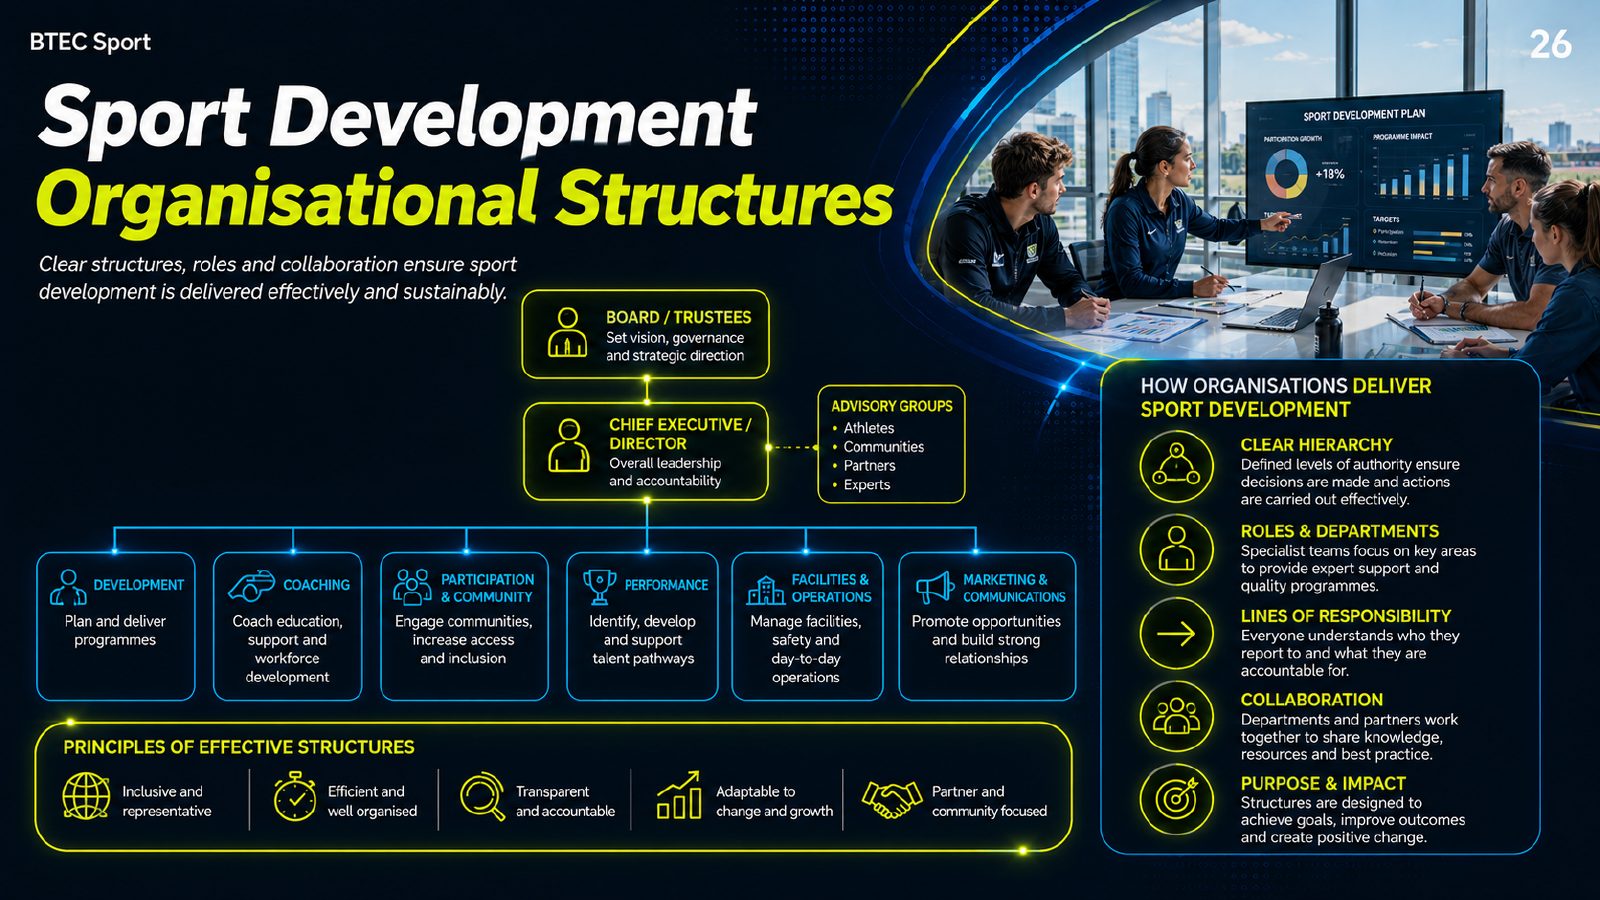 BTEC Sport
26
Sport Development
Organisational Structures
Clear structures, roles and collaboration ensure sport
development is delivered effectively and sustainably.
SPORT DEVELOPMENT PLAN
PARTICIPATION GROWTH
+18%
PROGRAMME IMPACT
TARGETS
BOARD / TRUSTEES
Set vision, governance
and strategic direction
CHIEF EXECUTIVE /
DIRECTOR
Overall leadership
and accountability
ADVISORY GROUPS
• Athletes
• Communities
• Partners
• Experts
DEVELOPMENT
Plan and deliver
programmes
COACHING
Coach education,
support and
workforce
development
PARTICIPATION
& COMMUNITY
Engage communities,
increase access
and inclusion
PERFORMANCE
Identify, develop
and support
talent pathways
FACILITIES &
OPERATIONS
Manage facilities,
safety and
day-to-day
operations
MARKETING &
COMMUNICATIONS
Promote opportunities
and build strong
relationships
PRINCIPLES OF EFFECTIVE STRUCTURES
Inclusive and
representative
Efficient and
well organised
Transparent
and accountable
Adaptable to
change and growth
Partner and
community focused
HOW ORGANISATIONS DELIVER
SPORT DEVELOPMENT
CLEAR HIERARCHY
Defined levels of authority ensure
decisions are made and actions
are carried out effectively.
ROLES & DEPARTMENTS
Specialist teams focus on key areas
to provide expert support and
quality programmes.
LINES OF RESPONSIBILITY
Everyone understands who they
report to and what they are
accountable for.
COLLABORATION
Departments and partners work
together to share knowledge,
resources and best practice.
PURPOSE & IMPACT
Structures are designed to
achieve goals, improve outcomes
and create positive change.